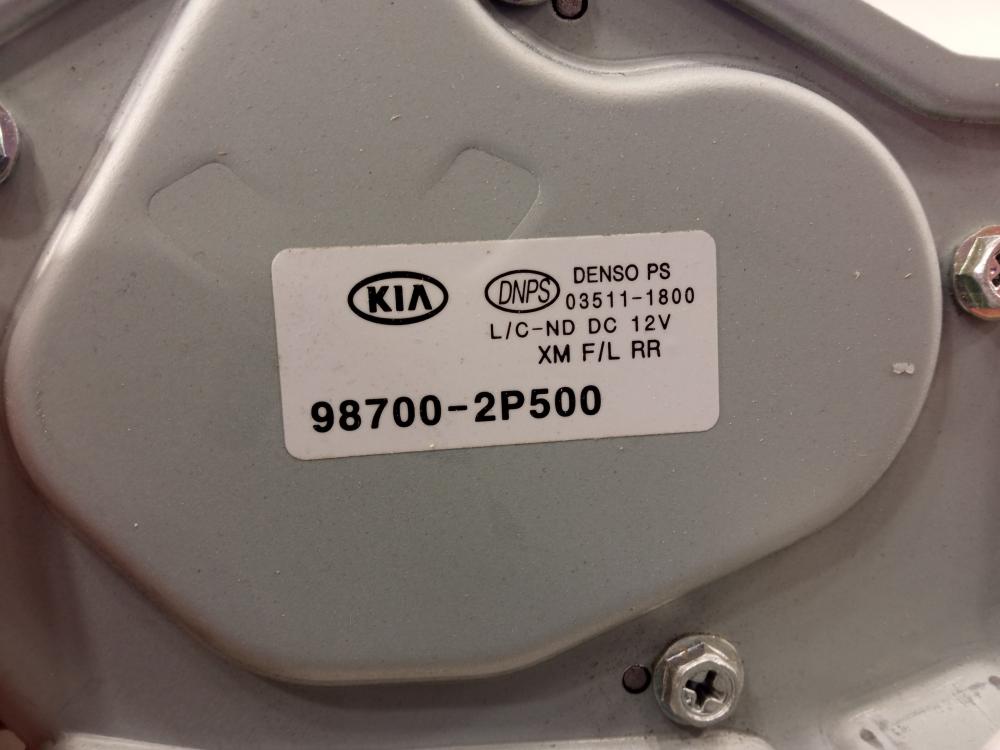 KIA
DNPS
DENSO PS
03511-1800
L/C-ND DC 12V
XM F/L RR
98700-2P500